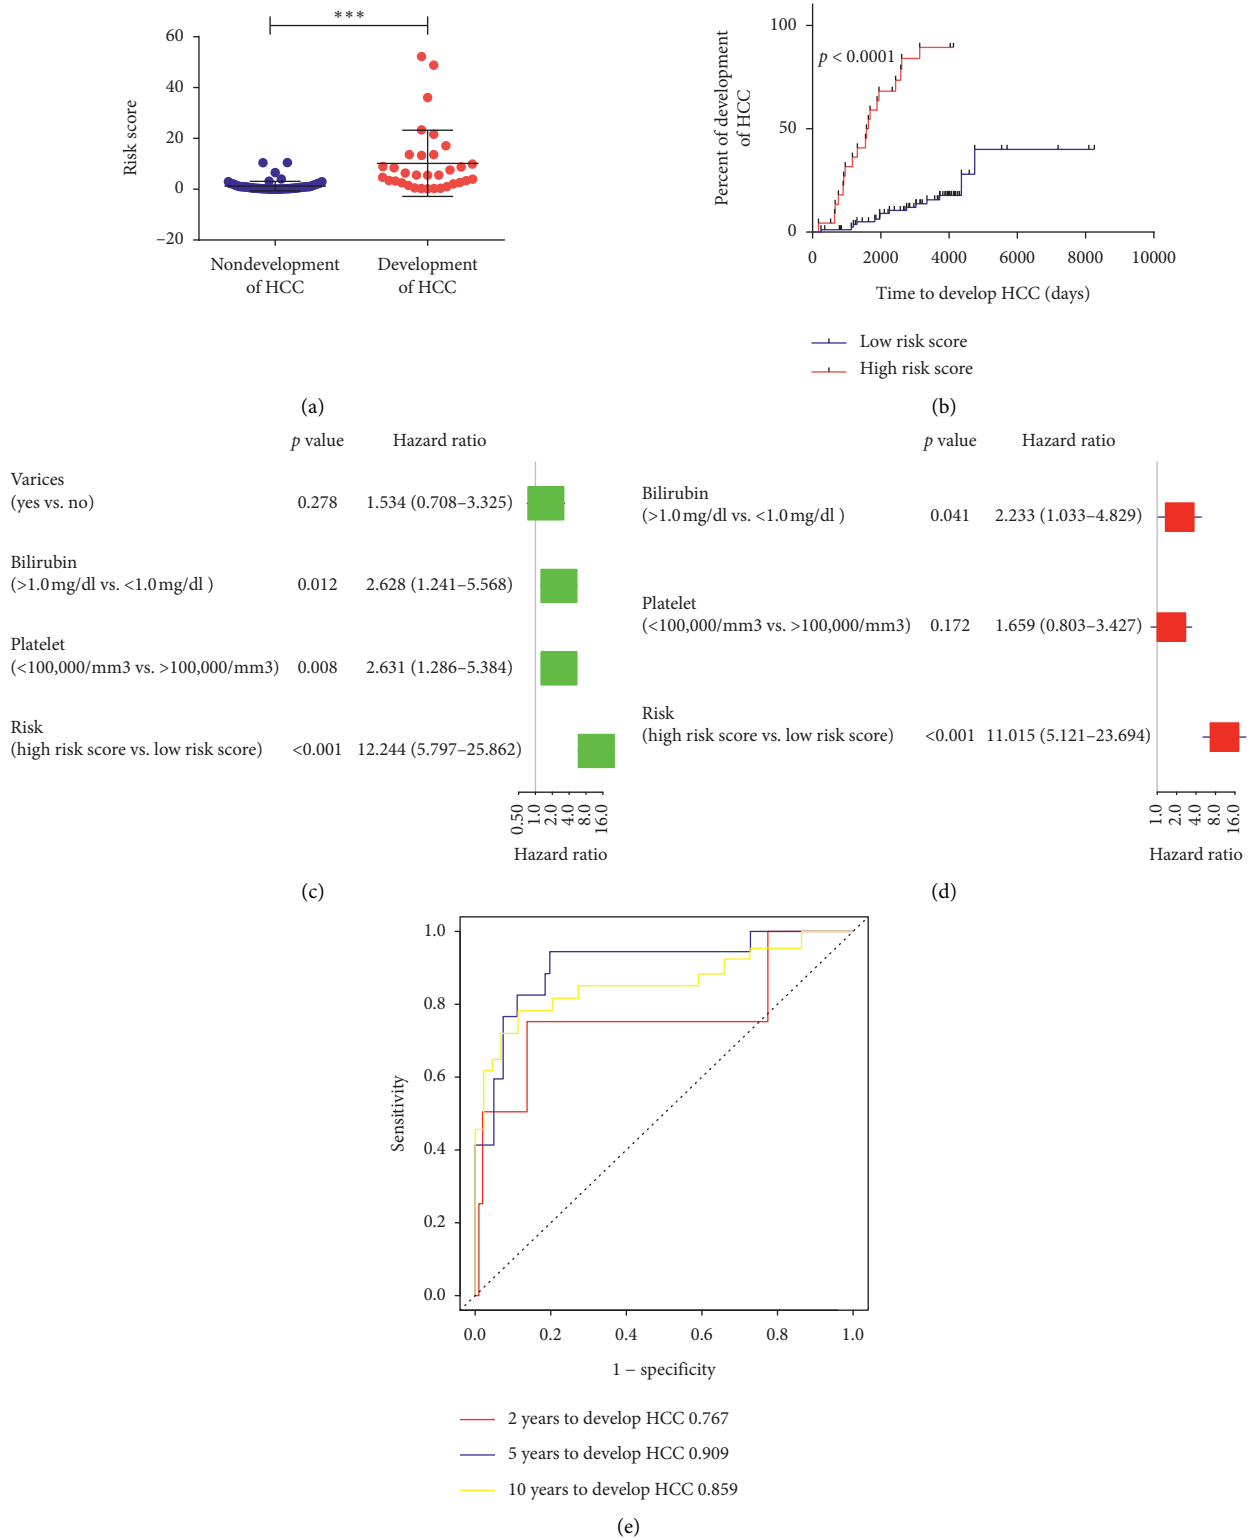 ***
60
40
20
0
−20
Risk score
Nondevelopment
of HCC
Development
of HCC
(a)
100
50
0
Percent of development
of HCC
p < 0.0001
0 2000 4000 6000 8000 10000
Time to develop HCC (days)
Low risk score
High risk score
(b)
p value Hazard ratio
Varices
(yes vs. no) 0.278 1.534 (0.708–3.325)
Bilirubin
(>1.0 mg/dl vs. <1.0 mg/dl ) 0.012 2.628 (1.241–5.568)
Platelet
(<100,000/mm3 vs. >100,000/mm3) 0.008 2.631 (1.286–5.384)
Risk
(high risk score vs. low risk score) <0.001 12.244 (5.797–25.862)
0.50 1.0 2.0 4.0 8.0 16.0
Hazard ratio
(c)
p value Hazard ratio
Bilirubin
(>1.0 mg/dl vs. <1.0 mg/dl ) 0.041 2.233 (1.033–4.829)
Platelet
(<100,000/mm3 vs. >100,000/mm3) 0.172 1.659 (0.803–3.427)
Risk
(high risk score vs. low risk score) <0.001 11.015 (5.121–23.694)
1.0 2.0 4.0 8.0 16.0
Hazard ratio
(d)
1.0
0.8
0.6
0.4
0.2
0.0
Sensitivity
0.0 0.2 0.4 0.6 0.8 1.0
1 − specificity
2 years to develop HCC 0.767
5 years to develop HCC 0.909
10 years to develop HCC 0.859
(e)